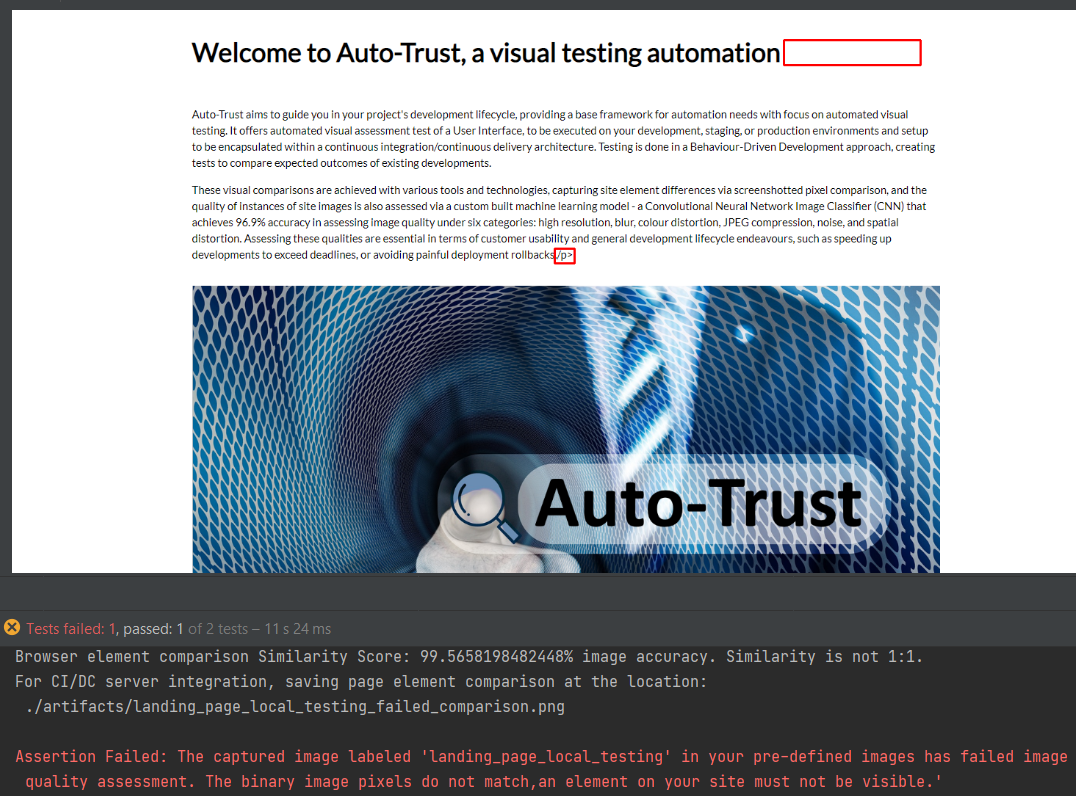 Welcome to Auto-Trust, a visual testing automation
Auto-Trust aims to guide you in your project's development lifecycle, providing a base framework for automation needs with focus on automated visual
testing. It offers automated visual assessment test of a User Interface, to be executed on your development, staging, or production environments and setup
to be encapsulated within a continuous integration/continuous delivery architecture. Testing is done in a Behaviour-Driven Development approach, creating
tests to compare expected outcomes of existing developments.
These visual comparisons are achieved with various tools and technologies, capturing site element differences via screenshotted pixel comparison, and the
quality of instances of site images is also assessed via a custom built machine learning model - a Convolutional Neural Network Image Classifier (CNN) that
achieves 96.9% accuracy in assessing image quality under six categories: high resolution, blur, colour distortion, JPEG compression, noise, and spatial
distortion. Assessing these qualities are essential in terms of customer usability and general development lifecycle endeavours, such as speeding up
developments to exceed deadlines, or avoiding painful deployment rollbacks/p>
Auto-Trust
Tests failed: 1, passed: 1 of 2 tests – 11 s 24 ms
Browser element comparison Similarity Score: 99.5658198482448% image accuracy. Similarity is not 1:1.
For CI/DC server integration, saving page element comparison at the location:
./artifacts/landing_page_local_testing_failed_comparison.png
Assertion Failed: The captured image labeled 'landing_page_local_testing' in your pre-defined images has failed image
quality assessment. The binary image pixels do not match,an element on your site must not be visible.'